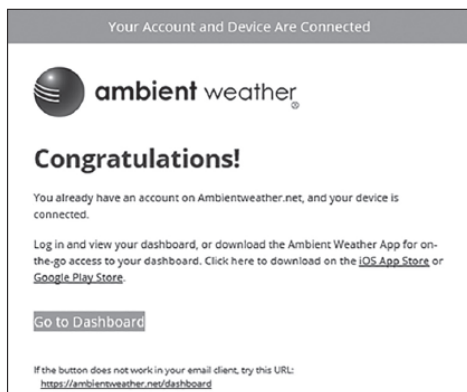 Your Account and Device Are Connected
ambient weather®
Congratulations!
You already have an account on Ambientweather.net, and your device is
connected.
Log in and view your dashboard, or download the Ambient Weather App for on-
the-go access to your dashboard. Click here to download on the iOS App Store or
Google Play Store.
Go to Dashboard
If the button does not work in your email client, try this URL:
https://ambientweather.net/dashboard